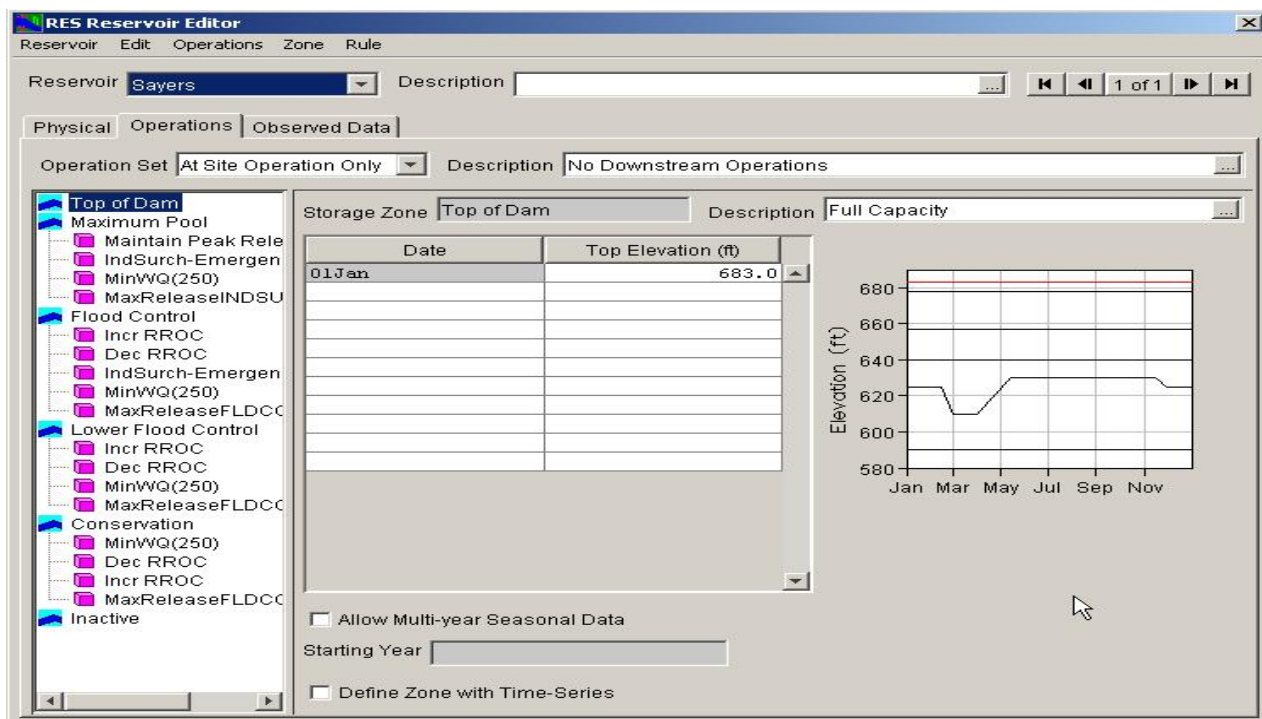 RES Reservoir Editor
Reservoir Edit Operations Zone Rule
Reservoir Sayers Description ... 1 of 1
Physical Operations Observed Data
Operation Set At Site Operation Only Description No Downstream Operations ...
Top of Dam
Maximum Pool
Maintain Peak Rele
IndSurch-Emergen
MinWQ(250)
MaxReleaseINDSU
Flood Control
Incr RROC
Dec RROC
IndSurch-Emergen
MinWQ(250)
MaxReleaseFLDCC
Lower Flood Control
Incr RROC
Dec RROC
MinWQ(250)
MaxReleaseFLDCC
Conservation
MinWQ(250)
Dec RROC
Incr RROC
MaxReleaseFLDCC
Inactive
Storage Zone Top of Dam Description Full Capacity ...
Date Top Elevation (ft)
01Jan 683.0
Elevation (ft)
680
660
640
620
600
580
Jan Mar May Jul Sep Nov
Allow Multi-year Seasonal Data
Starting Year
Define Zone with Time-Series